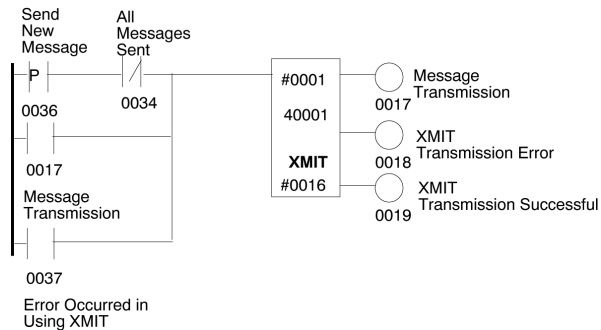 Send
New
Message
All
Messages
Sent
P
0036
0034
0017
Message
Transmission
0037
Error Occurred in
Using XMIT
#0001
40001
XMIT
#0016
Message
Transmission
0017
XMIT
Transmission Error
0018
XMIT
Transmission Successful
0019